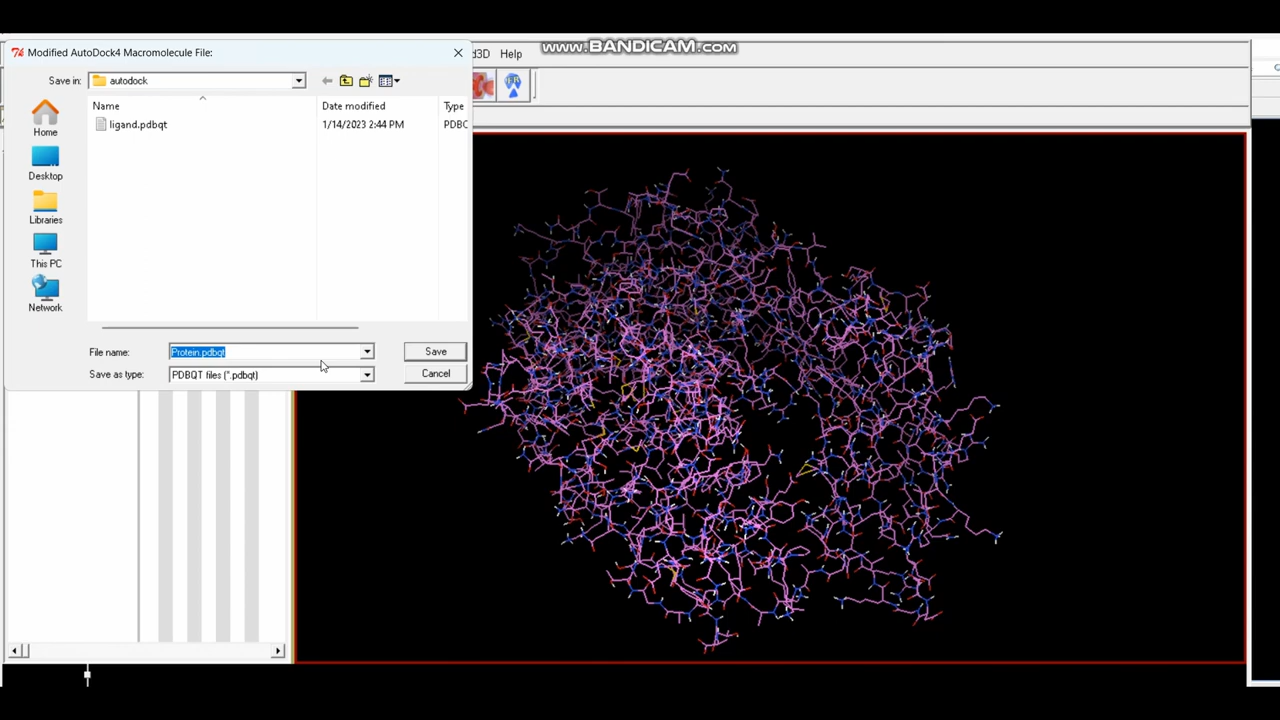 Modified AutoDock4 Macromolecule File:
3D Help
www.BANDICAM.com
Save in: autodock
Name Date modified Type
ligand.pdbqt 1/14/2023 2:44 PM PDBQ
Home
Desktop
Libraries
This PC
Network
File name: Protein.pdbqt Save
Save as type: PDBQT files (*.pdbqt) Cancel